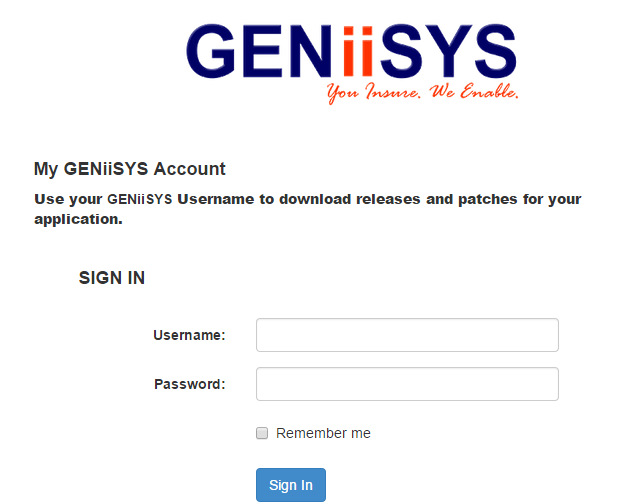 GENiiSYS
You Insure. We Enable.
My GENiiSYS Account
Use your GENiiSYS Username to download releases and patches for your
application.
SIGN IN
Username:
Password:
Remember me
Sign In